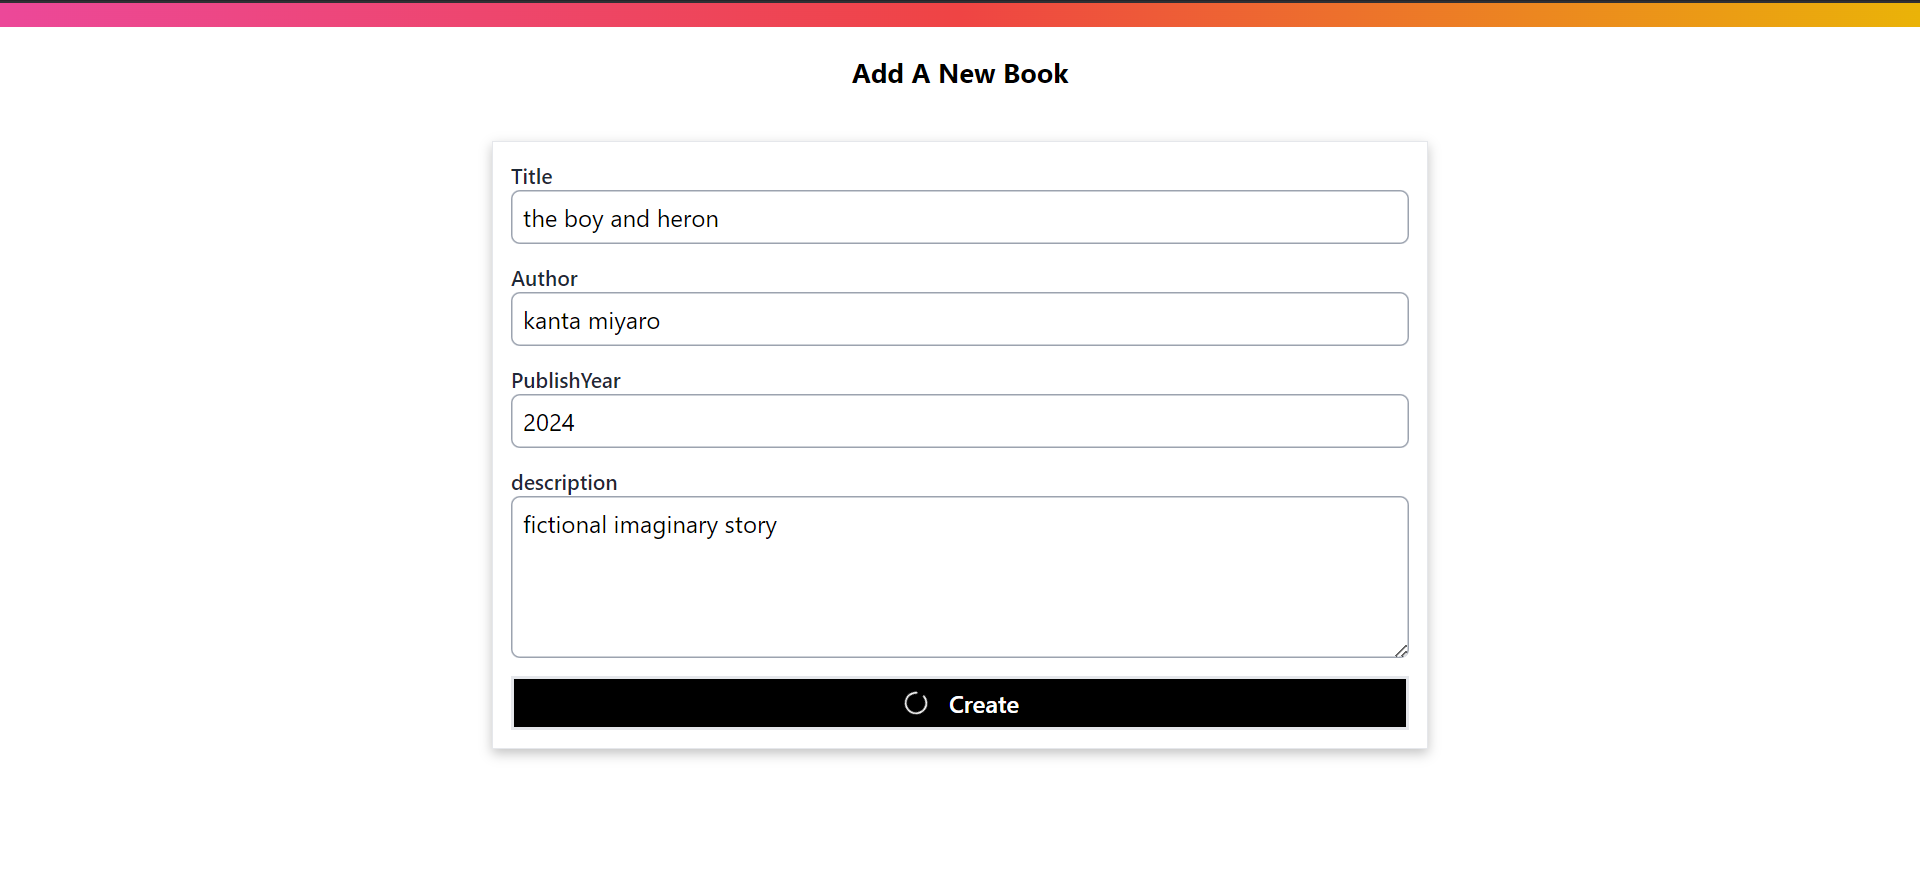 Add A New Book
Title
the boy and heron
Author
kanta miyaro
PublishYear
2024
description
fictional imaginary story
Create